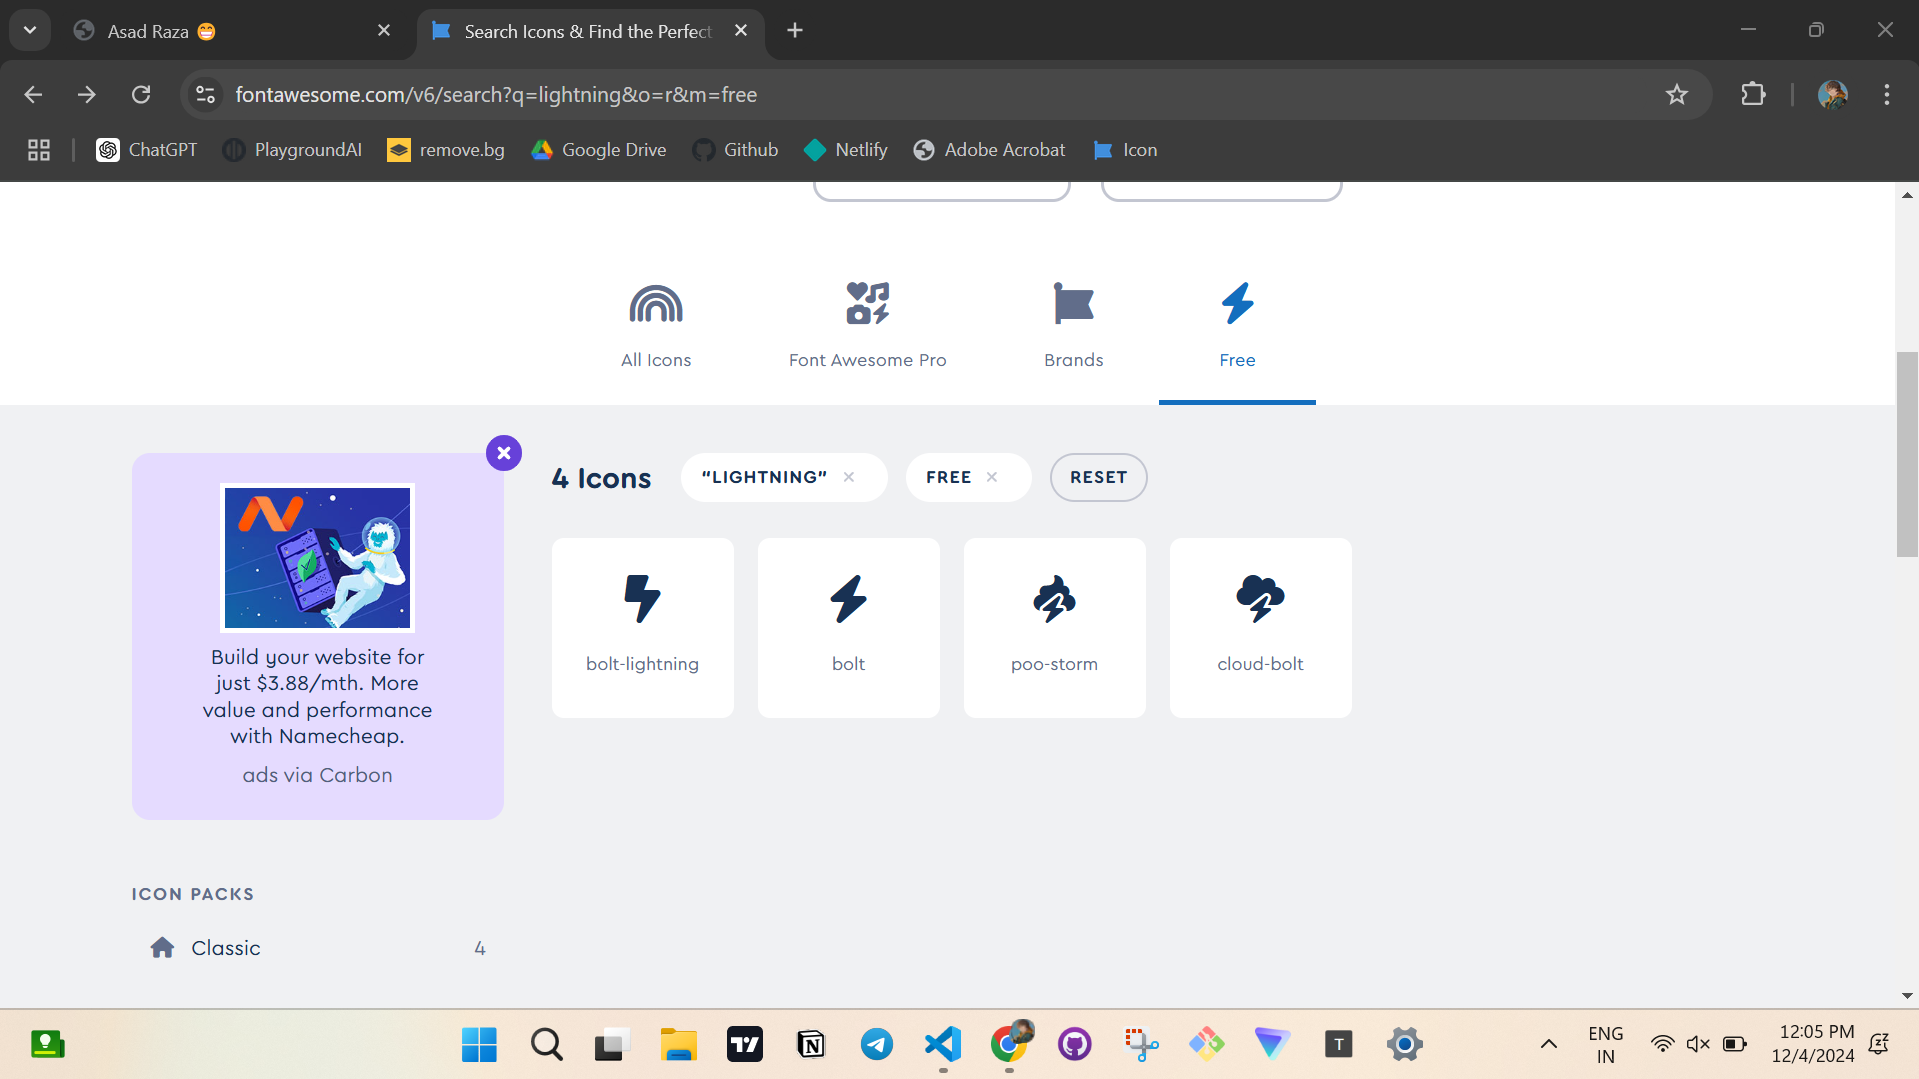 Asad Raza 😁
Search Icons & Find the Perfect
fontawesome.com/v6/search?q=lightning&o=r&m=free
ChatGPT
PlaygroundAI
remove.bg
Google Drive
Github
Netlify
Adobe Acrobat
Icon
All Icons
Font Awesome Pro
Brands
Free
4 Icons
“LIGHTNING”
FREE
RESET
bolt-lightning
bolt
poo-storm
cloud-bolt
Build your website for
just $3.88/mth. More
value and performance
with Namecheap.
ads via Carbon
ICON PACKS
Classic
4
ENG
IN
12:05 PM
12/4/2024